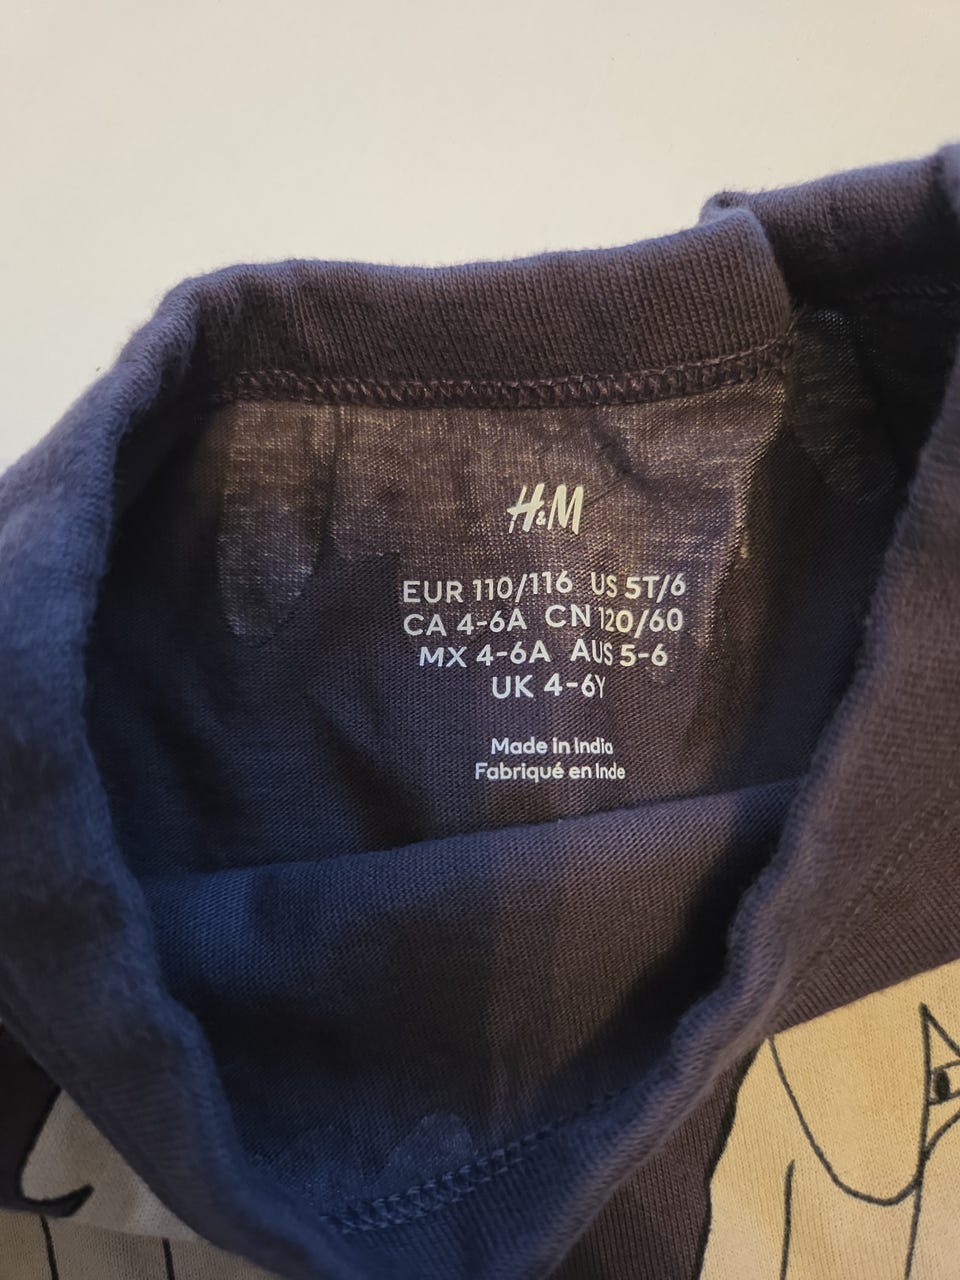 H&M
EUR 110/116 US 5T/6
CA 4-6A CN 120/60
MX 4-6A AUS 5-6
UK 4-6Y
Made in India
Fabriqué en Inde